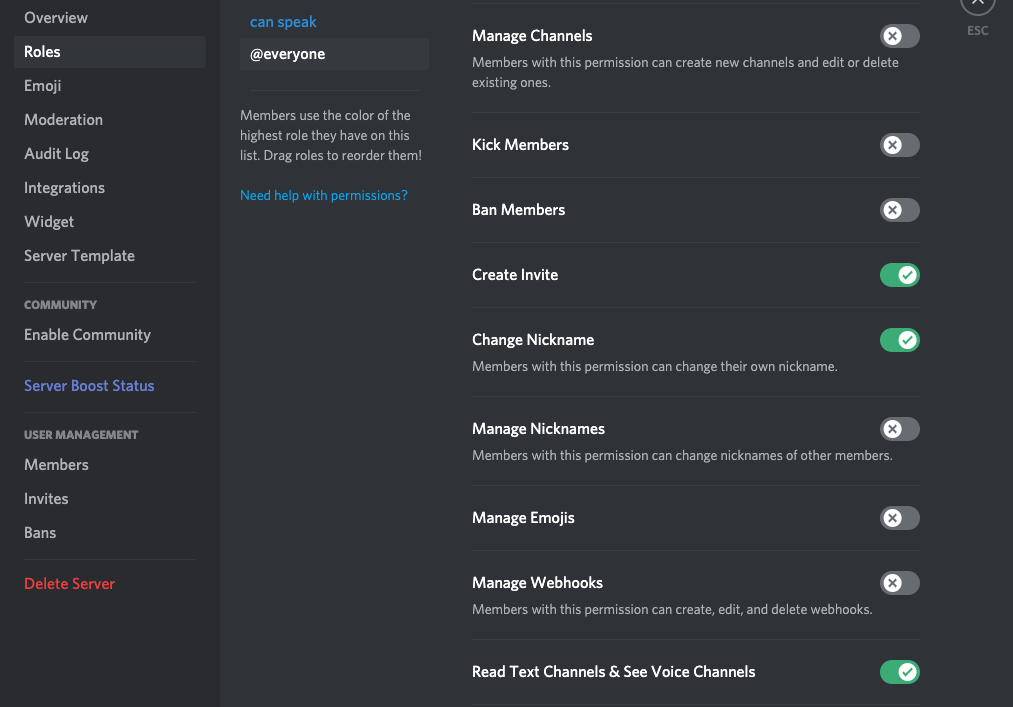 Overview
Roles
Emoji
Moderation
Audit Log
Integrations
Widget
Server Template
COMMUNITY
Enable Community
Server Boost Status
USER MANAGEMENT
Members
Invites
Bans
Delete Server
can speak
@everyone
Members use the color of the
highest role they have on this
list. Drag roles to reorder them!
Need help with permissions?
Manage Channels
Members with this permission can create new channels and edit or delete
existing ones.
Kick Members
Ban Members
Create Invite
Change Nickname
Members with this permission can change their own nickname.
Manage Nicknames
Members with this permission can change nicknames of other members.
Manage Emojis
Manage Webhooks
Members with this permission can create, edit, and delete webhooks.
Read Text Channels & See Voice Channels
ESC